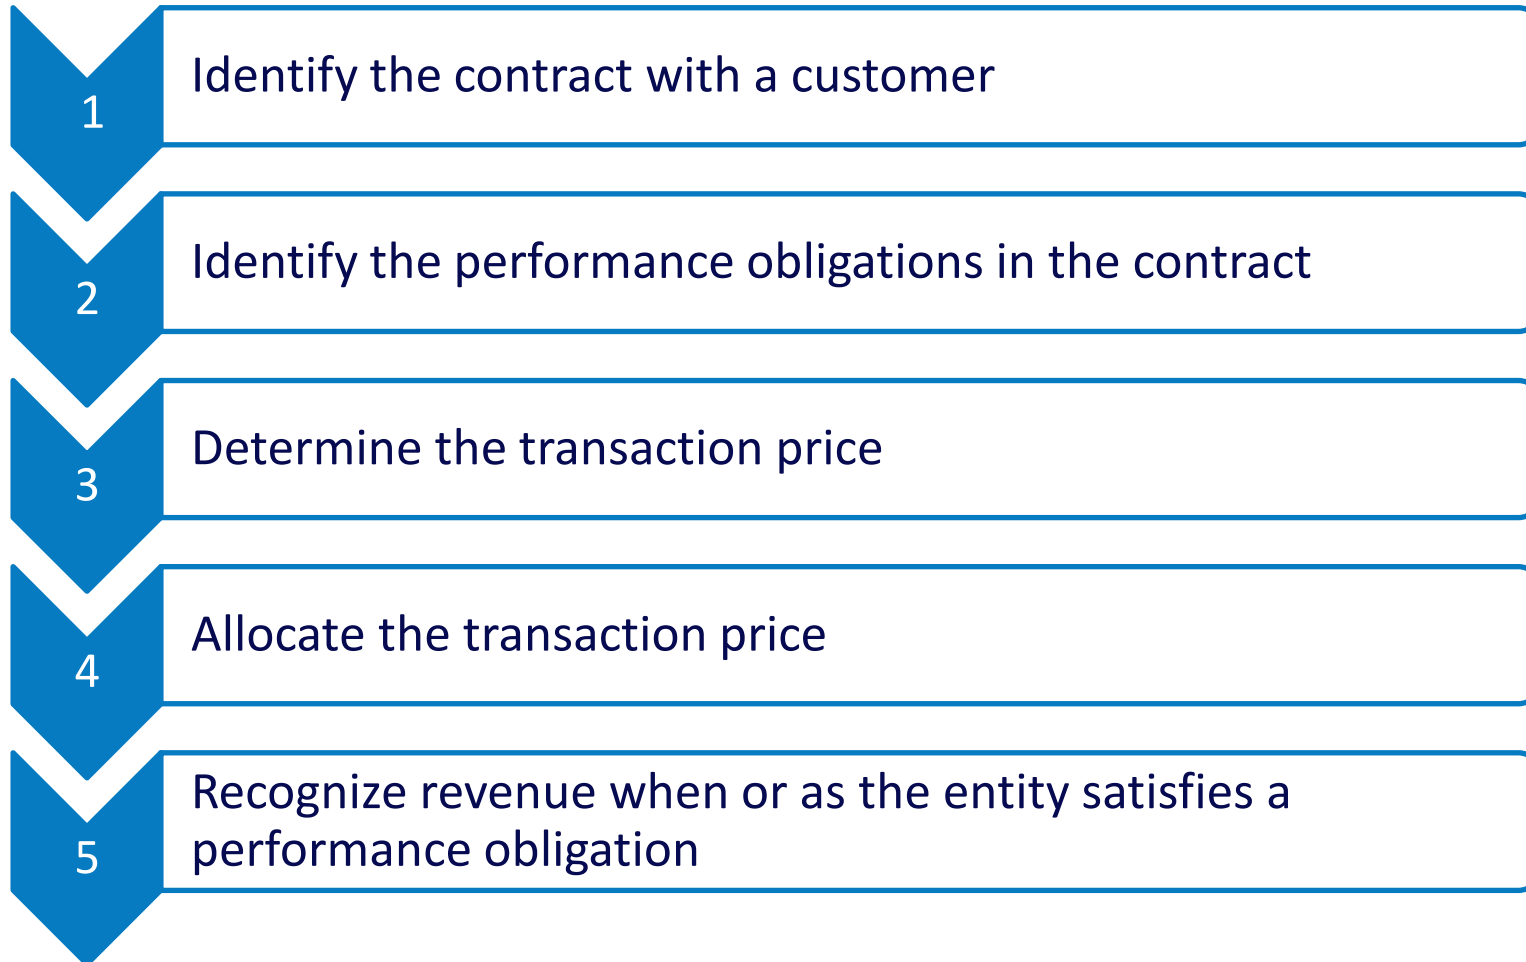 1
Identify the contract with a customer
2
Identify the performance obligations in the contract
3
Determine the transaction price
4
Allocate the transaction price
5
Recognize revenue when or as the entity satisfies a
performance obligation